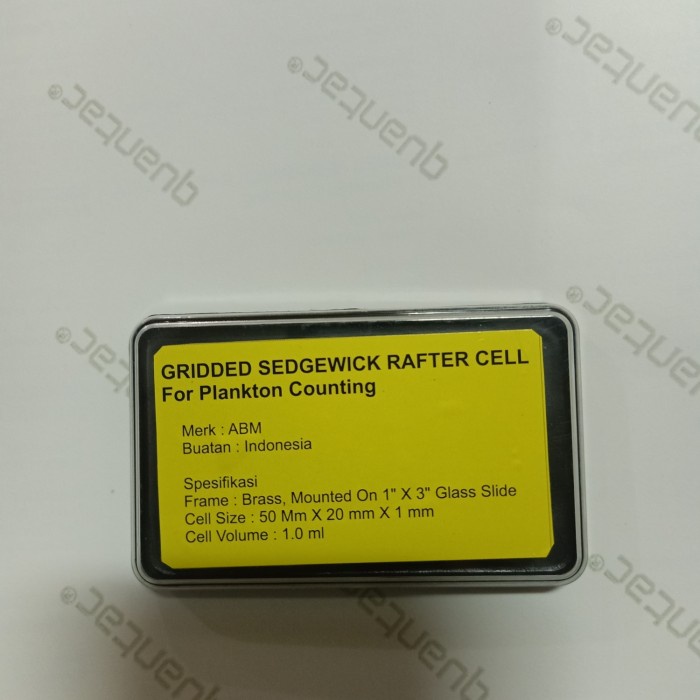 GRIDDED SEDGEWICK RAFTER CELL
For Plankton Counting
Merk : ABM
Buatan : Indonesia
Spesifikasi
Frame : Brass, Mounted On 1" X 3" Glass Slide
Cell Size : 50 Mm X 20 mm X 1 mm
Cell Volume : 1.0 ml